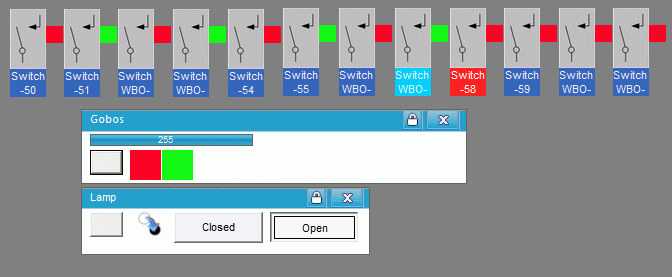 Switch Switch Switch Switch Switch Switch Switch Switch Switch Switch Switch Switch
-50 -51 WBO- WBO- -54 -55 WBO- WBO- -58 -59 WBO- WBO-
Gobos
255
Lamp
Closed Open